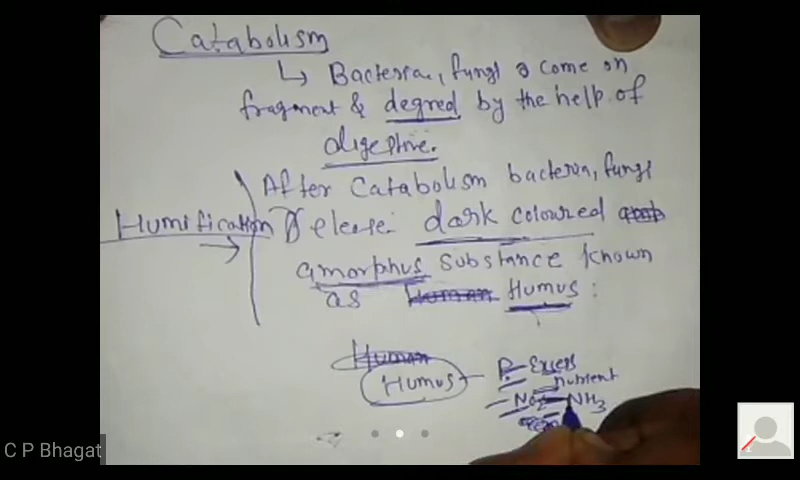 Catabolism
↳ Bacteria, fungi come on
fragment & degred by the help of
digestive.
After Catabolism bacteria, fungi
Humification Release dark coloured
amorphus substance known
as Humus :
Humus P- Exces
nutrient
NH3
C P Bhagat